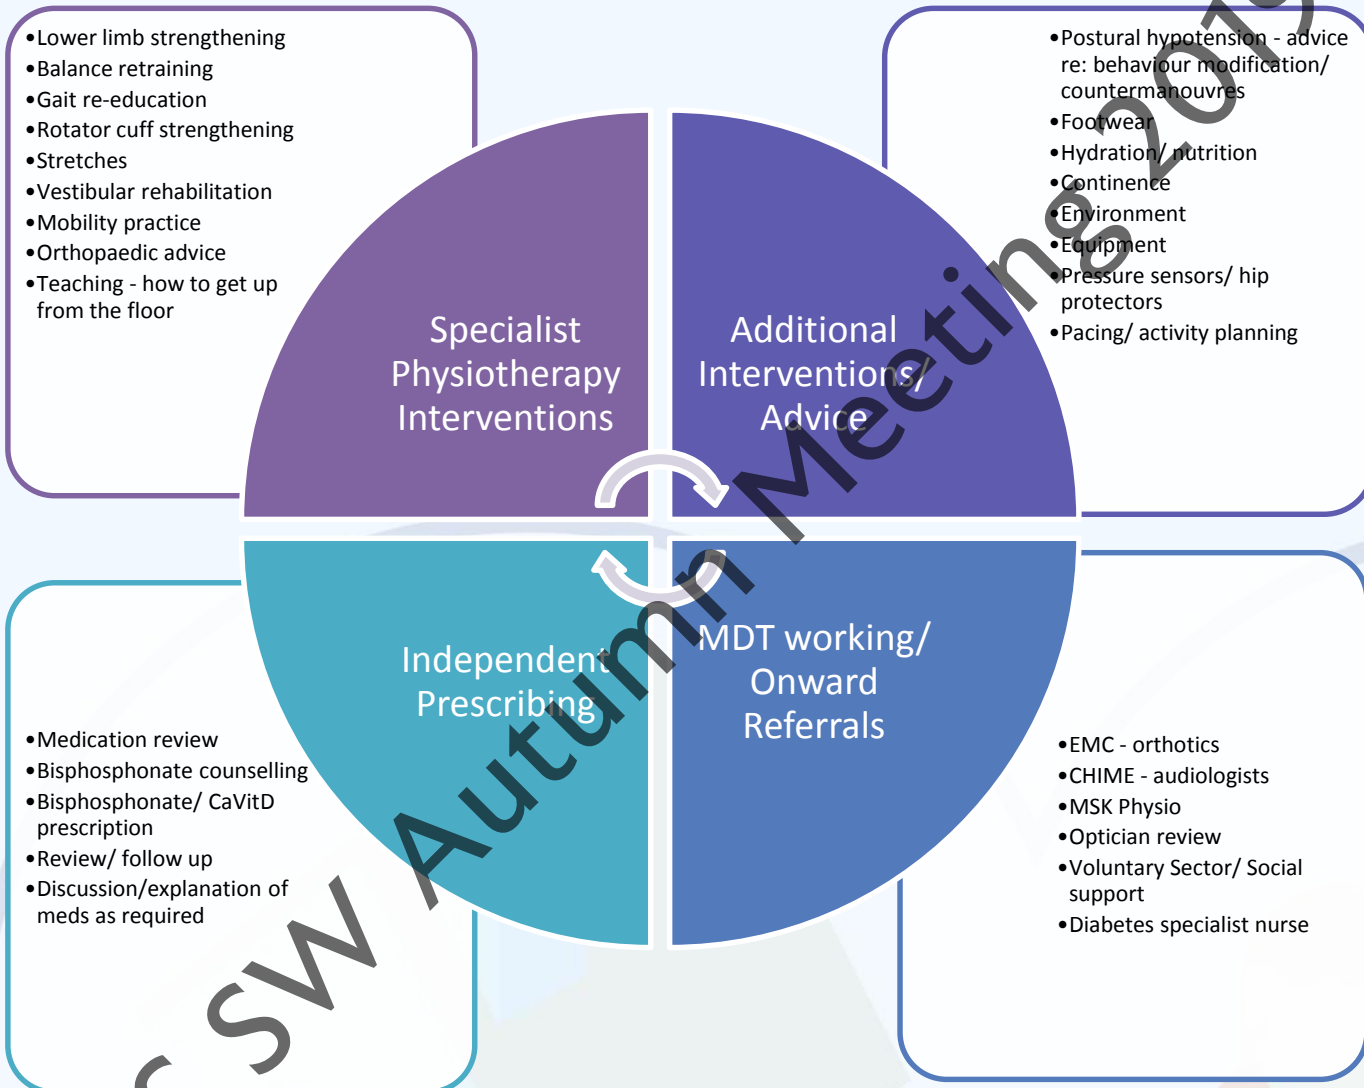 •Lower limb strengthening
•Balance retraining
•Gait re-education
•Rotator cuff strengthening
•Stretches
•Vestibular rehabilitation
•Mobility practice
•Orthopaedic advice
•Teaching - how to get up
from the floor
•Postural hypotension - advice
re: behaviour modification/
countermanouvres
•Footwear
•Hydration/ nutrition
•Continence
•Environment
•Equipment
•Pressure sensors/ hip
protectors
•Pacing/ activity planning
Specialist
Physiotherapy
Interventions
Additional
Interventions/
Advice
Independent
Prescribing
MDT working/
Onward
Referrals
•Medication review
•Bisphosphonate counselling
•Bisphosphonate/ CaVitD
prescription
•Review/ follow up
•Discussion/explanation of
meds as required
•EMC - orthotics
•CHIME - audiologists
•MSK Physio
•Optician review
•Voluntary Sector/ Social
support
•Diabetes specialist nurse
SW Autumn Meeting 2019